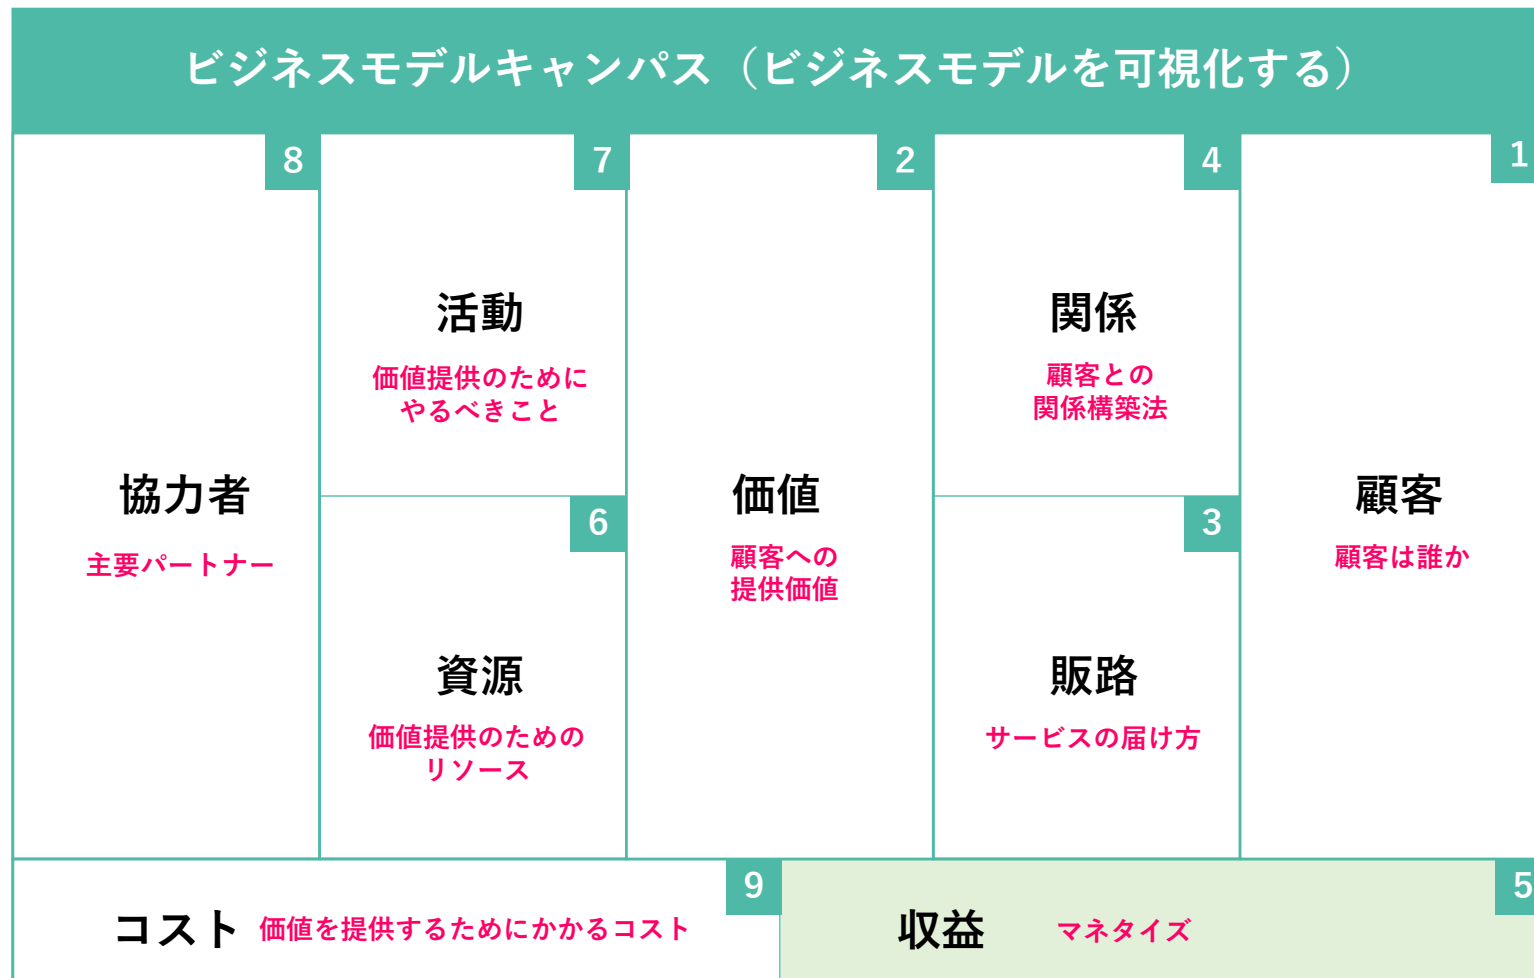 ビジネスモデルキャンパス（ビジネスモデルを可視化する）
8
協力者
主要パートナー
7
活動
価値提供のために
やるべきこと
6
資源
価値提供のための
リソース
2
価値
顧客への
提供価値
4
関係
顧客との
関係構築法
3
販路
サービスの届け方
1
顧客
顧客は誰か
9
コスト 価値を提供するためにかかるコスト
5
収益 マネタイズ